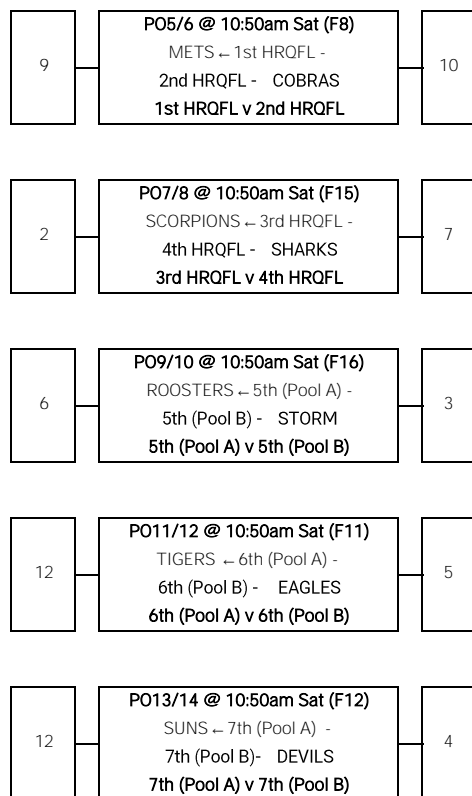 PO5/6 @ 10:50am Sat (F8)
METS ← 1st HRQFL -
9
2nd HRQFL - COBRAS
10
1st HRQFL v 2nd HRQFL
PO7/8 @ 10:50am Sat (F15)
SCORPIONS ← 3rd HRQFL -
2
4th HRQFL - SHARKS
7
3rd HRQFL v 4th HRQFL
PO9/10 @ 10:50am Sat (F16)
ROOSTERS ← 5th (Pool A) -
6
5th (Pool B) - STORM
3
5th (Pool A) v 5th (Pool B)
PO11/12 @ 10:50am Sat (F11)
TIGERS ← 6th (Pool A) -
12
6th (Pool B) - EAGLES
5
6th (Pool A) v 6th (Pool B)
PO13/14 @ 10:50am Sat (F12)
SUNS ← 7th (Pool A) -
12
7th (Pool B)- DEVILS
4
7th (Pool A) v 7th (Pool B)